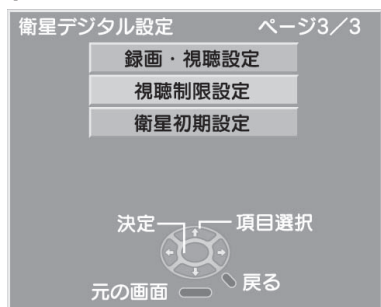 衛星デジタル設定 ページ3／3
録画・視聴設定
視聴制限設定
衛星初期設定
決定 項目選択
元の画面 戻る